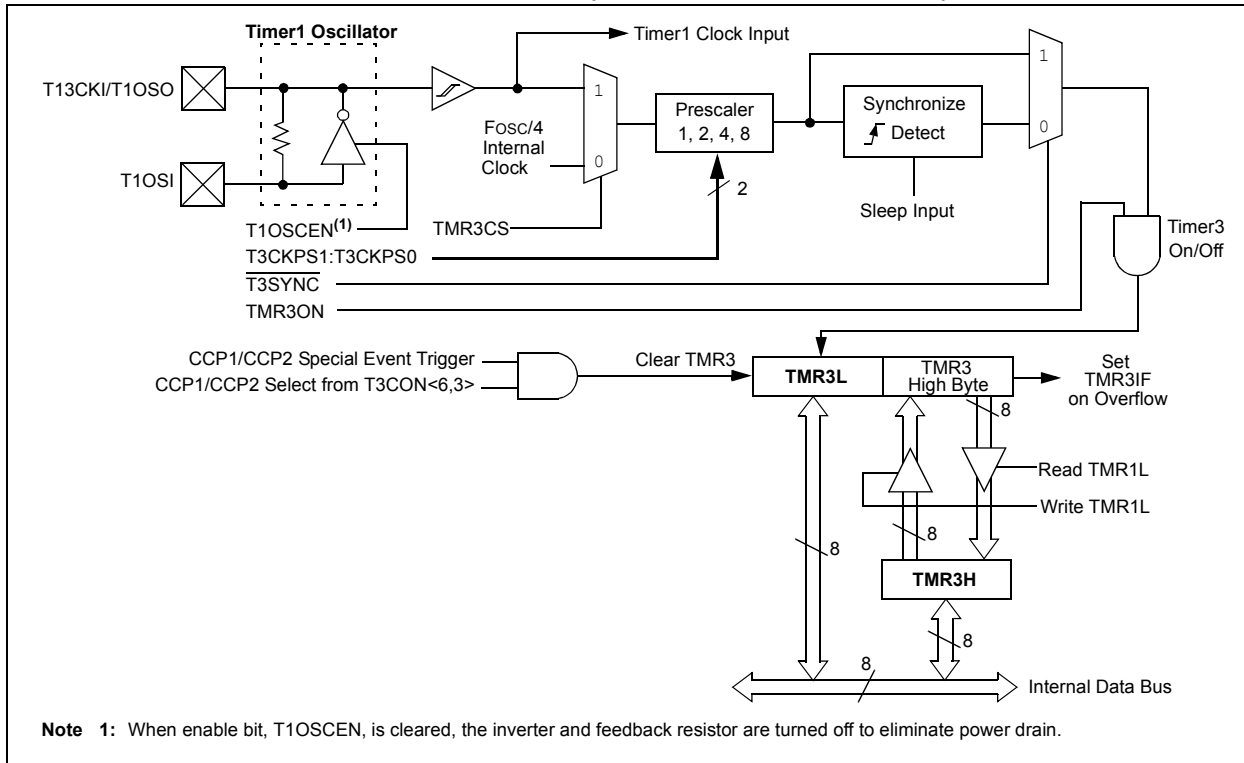 Timer1 Oscillator
Timer1 Clock Input
T13CKI/T1OSO
T1OSI
1
0
FOSC/4
Internal
Clock
Prescaler
1, 2, 4, 8
2
Synchronize
Detect
Sleep Input
1
0
T1OSCEN(1)
TMR3CS
T3CKPS1:T3CKPS0
T3SYNC
TMR3ON
Timer3
On/Off
CCP1/CCP2 Special Event Trigger
CCP1/CCP2 Select from T3CON<6,3>
Clear TMR3
TMR3L
TMR3
High Byte
Set
TMR3IF
on Overflow
8
Read TMR1L
Write TMR1L
8
8
TMR3H
8
8
Internal Data Bus
Note 1: When enable bit, T1OSCEN, is cleared, the inverter and feedback resistor are turned off to eliminate power drain.